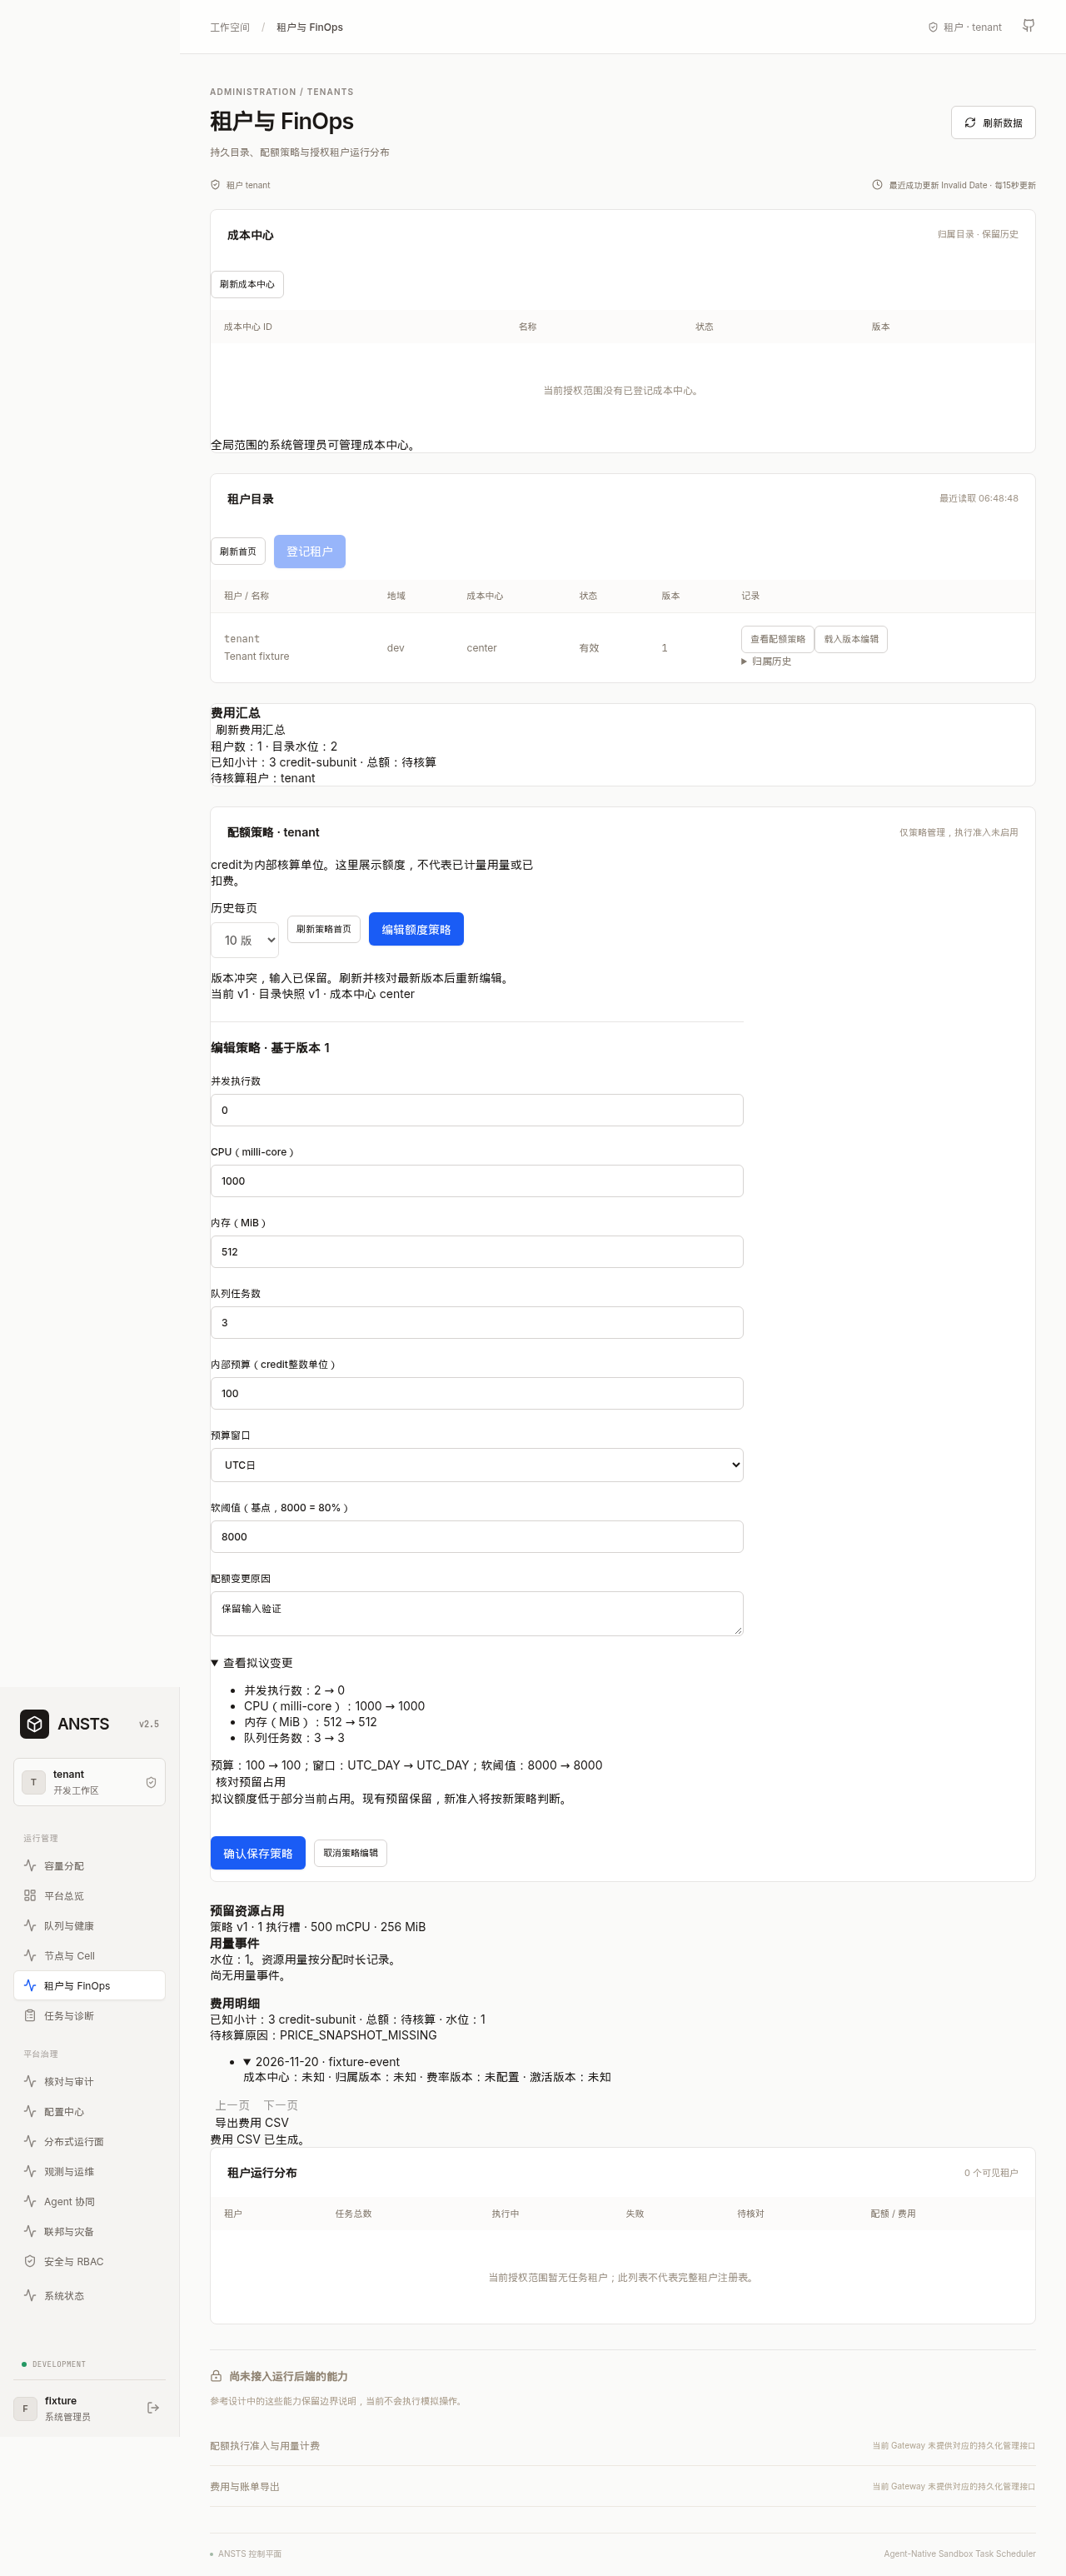 工作空间 / 租户与 FinOps
租户 · tenant
ADMINISTRATION / TENANTS
租户与 FinOps
刷新数据
持久目录、配额策略与授权租户运行分布
租户 tenant
最近成功更新 Invalid Date · 每15秒更新
成本中心
归属目录 · 保留历史
刷新成本中心
成本中心 ID 名称 状态 版本
当前授权范围没有已登记成本中心。
全局范围的系统管理员可管理成本中心。
租户目录
最近读取 06:48:48
刷新首页 登记租户
租户 / 名称 地域 成本中心 状态 版本 记录
tenant
Tenant fixture
dev center 有效 1
查看配额策略 载入版本编辑
归属历史
费用汇总
刷新费用汇总
租户数：1 · 目录水位：2
已知小计：3 credit-subunit · 总额：待核算
待核算租户：tenant
配额策略 · tenant
仅策略管理，执行准入未启用
credit为内部核算单位。这里展示额度，不代表已计量用量或已
扣费。
历史每页
10 版 刷新策略首页 编辑额度策略
版本冲突，输入已保留。刷新并核对最新版本后重新编辑。
当前 v1 · 目录快照 v1 · 成本中心 center
编辑策略 · 基于版本 1
并发执行数
0
CPU（milli-core）
1000
内存（MiB）
512
队列任务数
3
内部预算（credit整数单位）
100
预算窗口
UTC日
软阈值（基点，8000 = 80%）
8000
配额变更原因
保留输入验证
查看拟议变更
并发执行数：2 → 0
CPU（milli-core）：1000 → 1000
内存（MiB）：512 → 512
队列任务数：3 → 3
预算：100 → 100；窗口：UTC_DAY → UTC_DAY；软阈值：8000 → 8000
核对预留占用
拟议额度低于部分当前占用。现有预留保留，新准入将按新策略判断。
确认保存策略 取消策略编辑
预留资源占用
策略 v1 · 1 执行槽 · 500 mCPU · 256 MiB
用量事件
水位：1。资源用量按分配时长记录。
尚无用量事件。
费用明细
已知小计：3 credit-subunit · 总额：待核算 · 水位：1
待核算原因：PRICE_SNAPSHOT_MISSING
2026-11-20 · fixture-event
成本中心：未知 · 归属版本：未知 · 费率版本：未配置 · 激活版本：未知
上一页 下一页
导出费用 CSV
费用 CSV 已生成。
租户运行分布
0 个可见租户
租户 任务总数 执行中 失败 待核对 配额 / 费用
当前授权范围暂无任务租户；此列表不代表完整租户注册表。
尚未接入运行后端的能力
参考设计中的这些能力保留边界说明，当前不会执行模拟操作。
配额执行准入与用量计费
当前 Gateway 未提供对应的持久化管理接口
费用与账单导出
当前 Gateway 未提供对应的持久化管理接口
ANSTS 控制平面
Agent-Native Sandbox Task Scheduler
ANSTS v2.5
T
tenant
开发工作区
运行管理
容量分配
平台总览
队列与健康
节点与 Cell
租户与 FinOps
任务与诊断
平台治理
核对与审计
配置中心
分布式运行面
观测与运维
Agent 协同
联邦与灾备
安全与 RBAC
系统状态
DEVELOPMENT
F
fixture
系统管理员